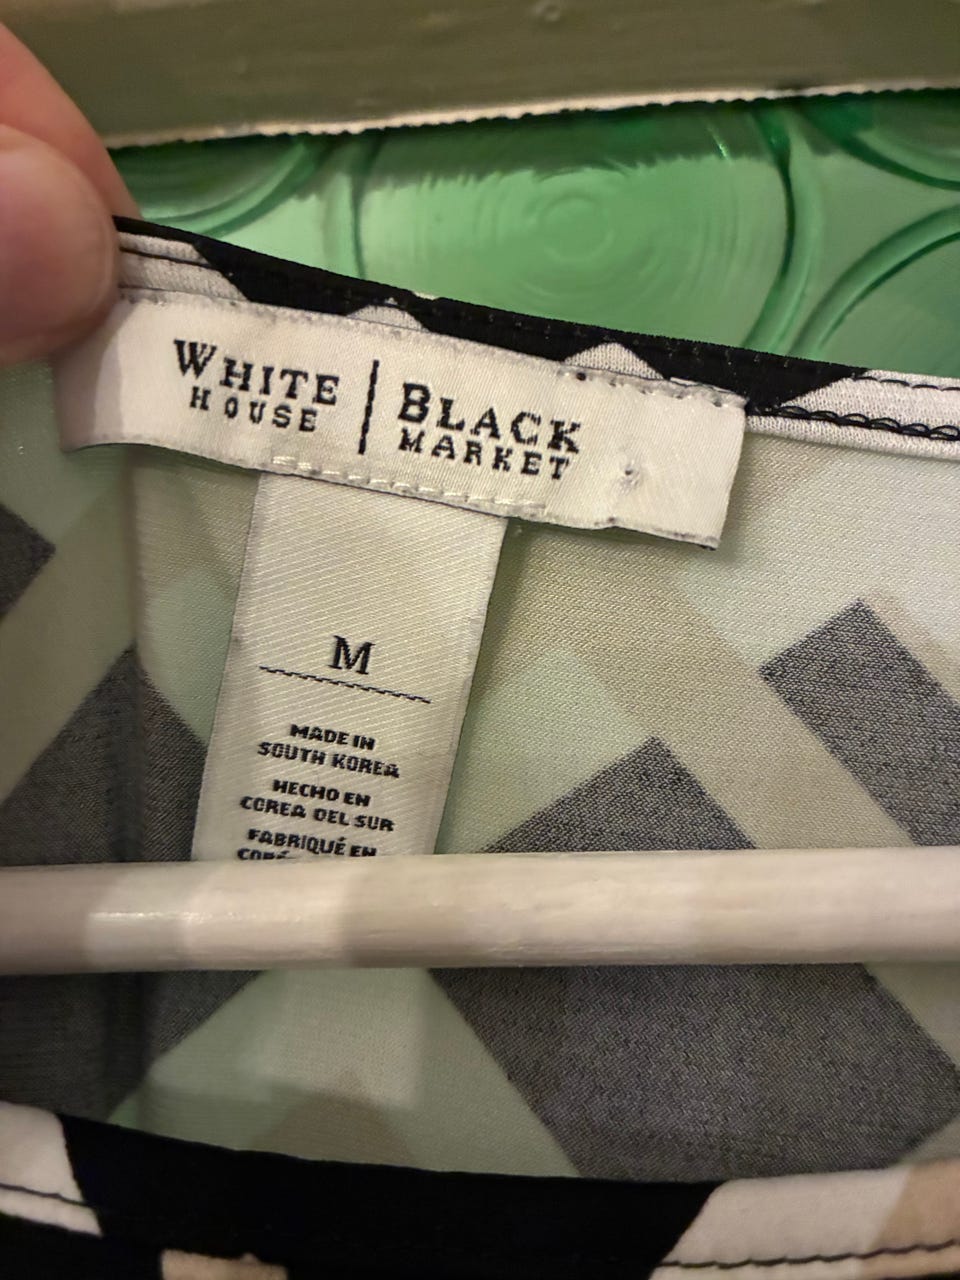 WHITE HOUSE | BLACK MARKET
M
MADE IN
SOUTH KOREA
HECHO EN
COREA DEL SUR
FABRIQUÉ EN